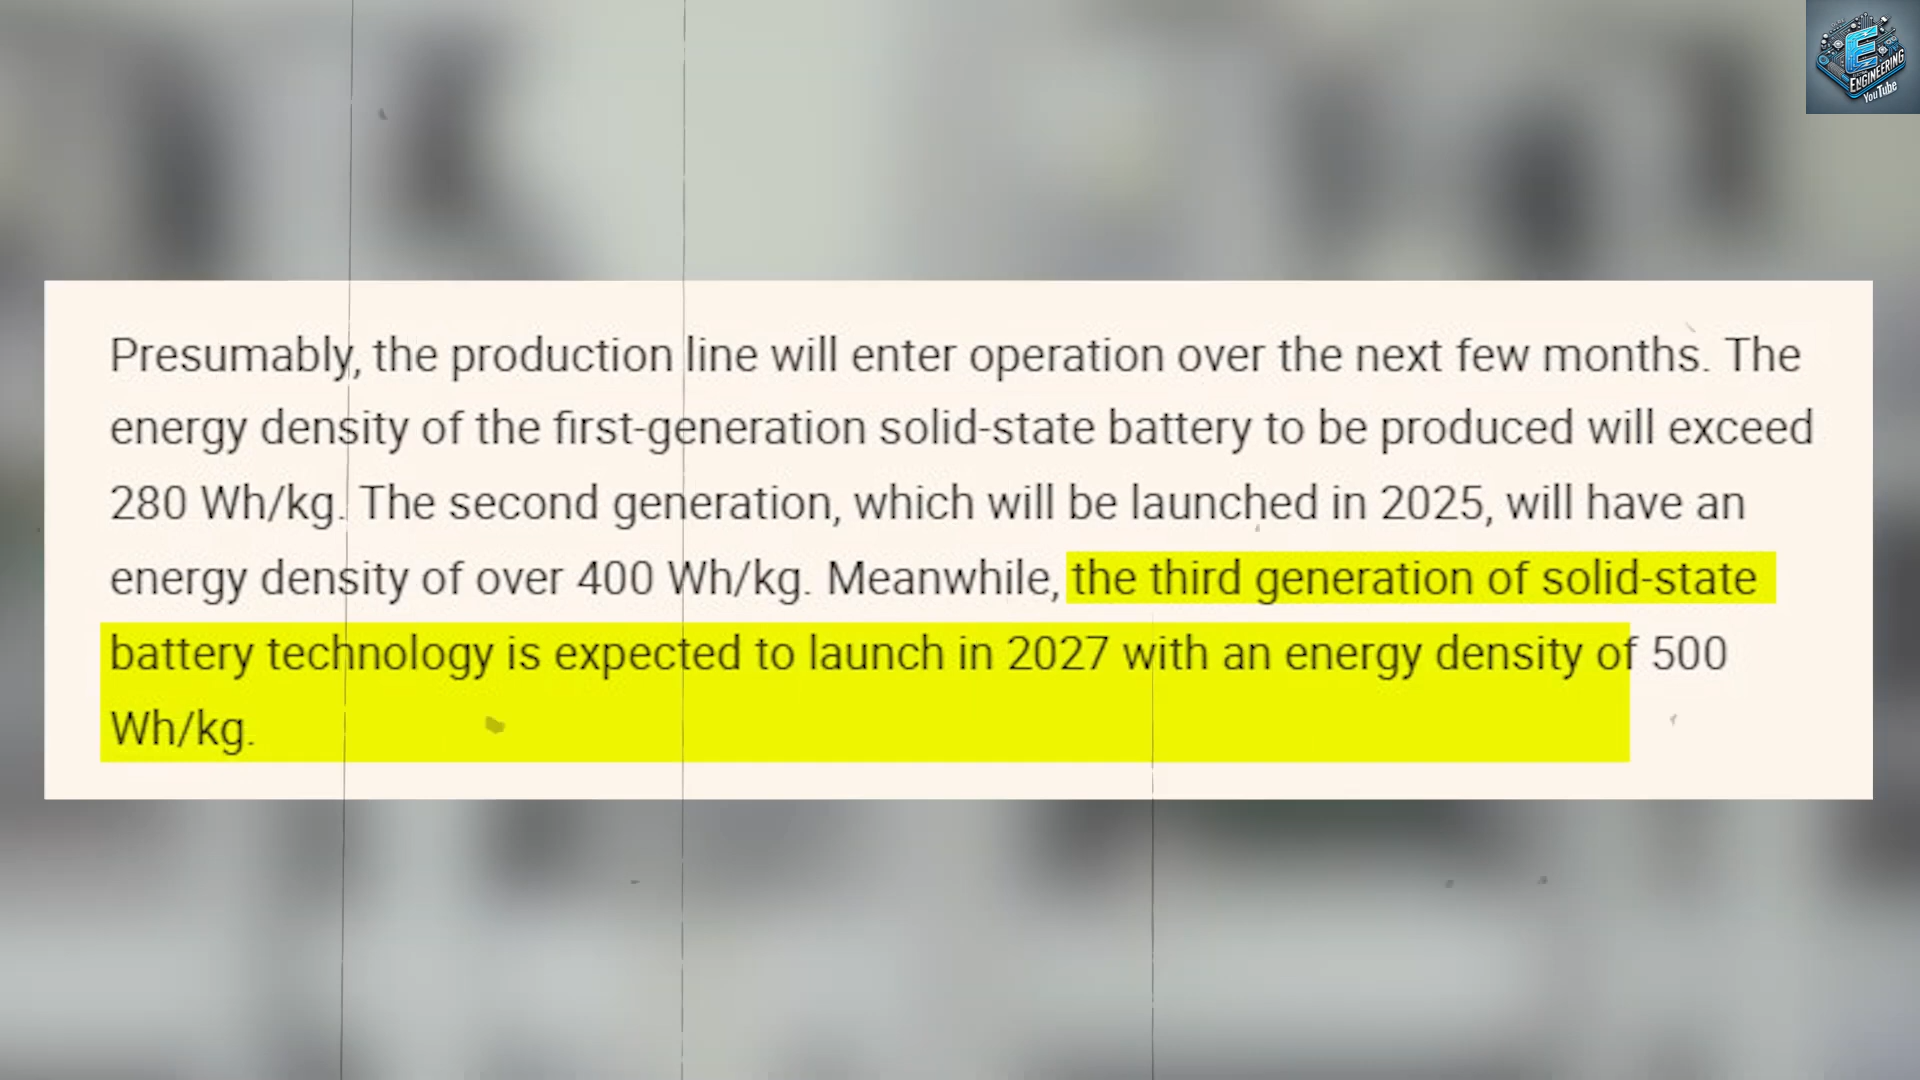 E
ENGINEERING
YouTube
Presumably, the production line will enter operation over the next few months. The
energy density of the first-generation solid-state battery to be produced will exceed
280 Wh/kg. The second generation, which will be launched in 2025, will have an
energy density of over 400 Wh/kg. Meanwhile, the third generation of solid-state
battery technology is expected to launch in 2027 with an energy density of 500
Wh/kg.